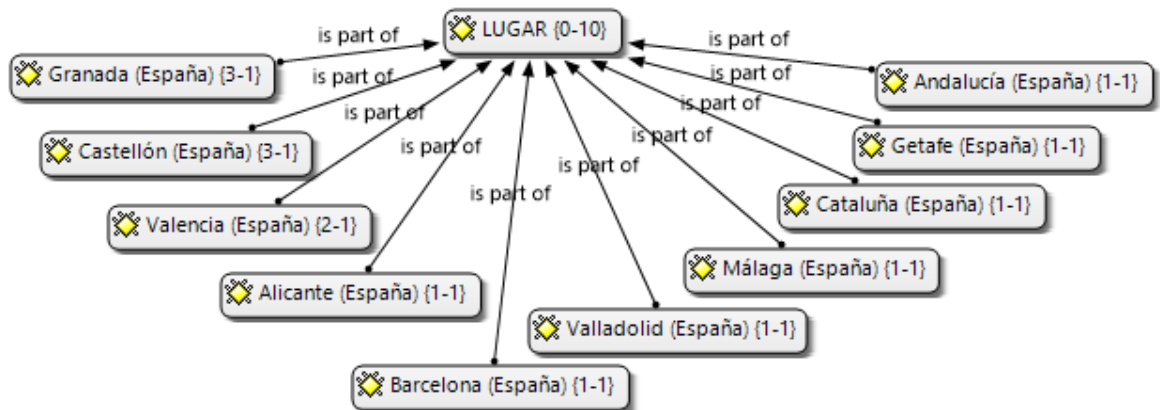 LUGAR {0-10}
is part of
is part of
Granada (España) {3-1}
is part of
is part of
Andalucía (España) {1-1}
is part of
is part of
is part of
Castellón (España) {3-1}
is part of
Getafe (España) {1-1}
is part of
is part of
Valencia (España) {2-1}
Cataluña (España) {1-1}
Málaga (España) {1-1}
Alicante (España) {1-1}
Valladolid (España) {1-1}
Barcelona (España) {1-1}